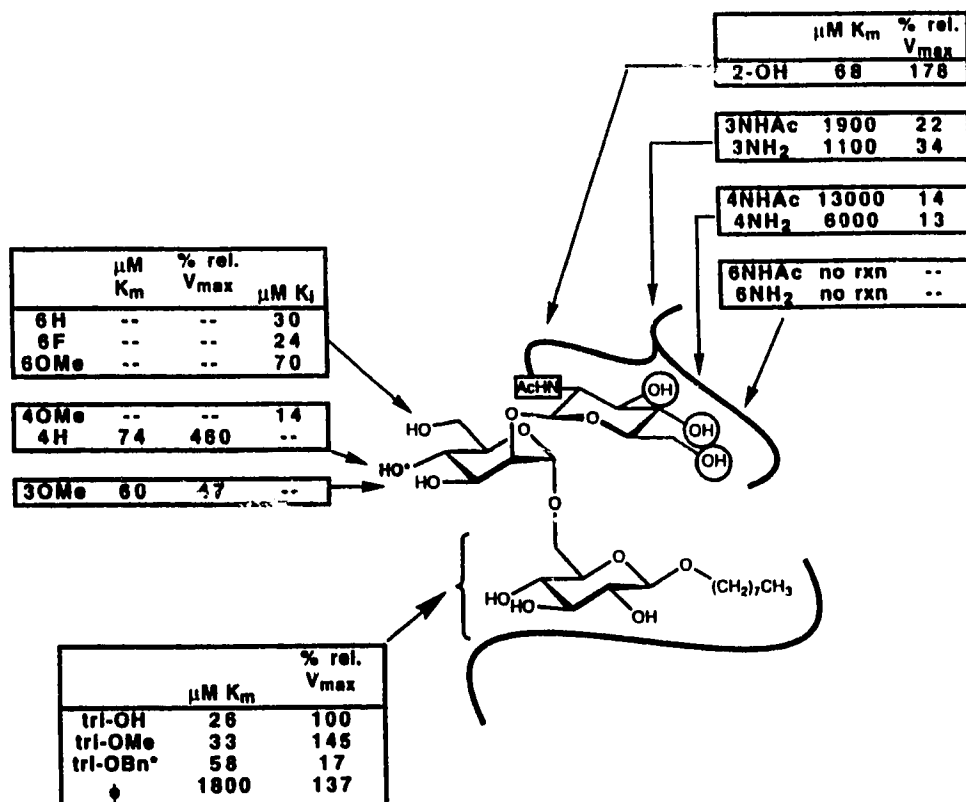 μM Km % rel. Vmax
2-OH 68 178
3NHAc 1900 22
3NH2 1100 34
4NHAc 13000 14
4NH2 6000 13
6NHAc no rxn --
6NH2 no rxn --
μM Km % rel. Vmax μM Ki
6H -- -- 30
6F -- -- 24
6OMe -- -- 70
4OMe -- -- 14
4H 74 460 --
3OMe 60 47 --
AcHN
OH
OH
OH
O
O
O
HO
HO*
HO
O
O
O
(CH2)7CH3
HO
HO
OH
μM Km % rel. Vmax
tri-OH 26 100
tri-OMe 33 145
tri-OBn* 58 17
φ 1800 137